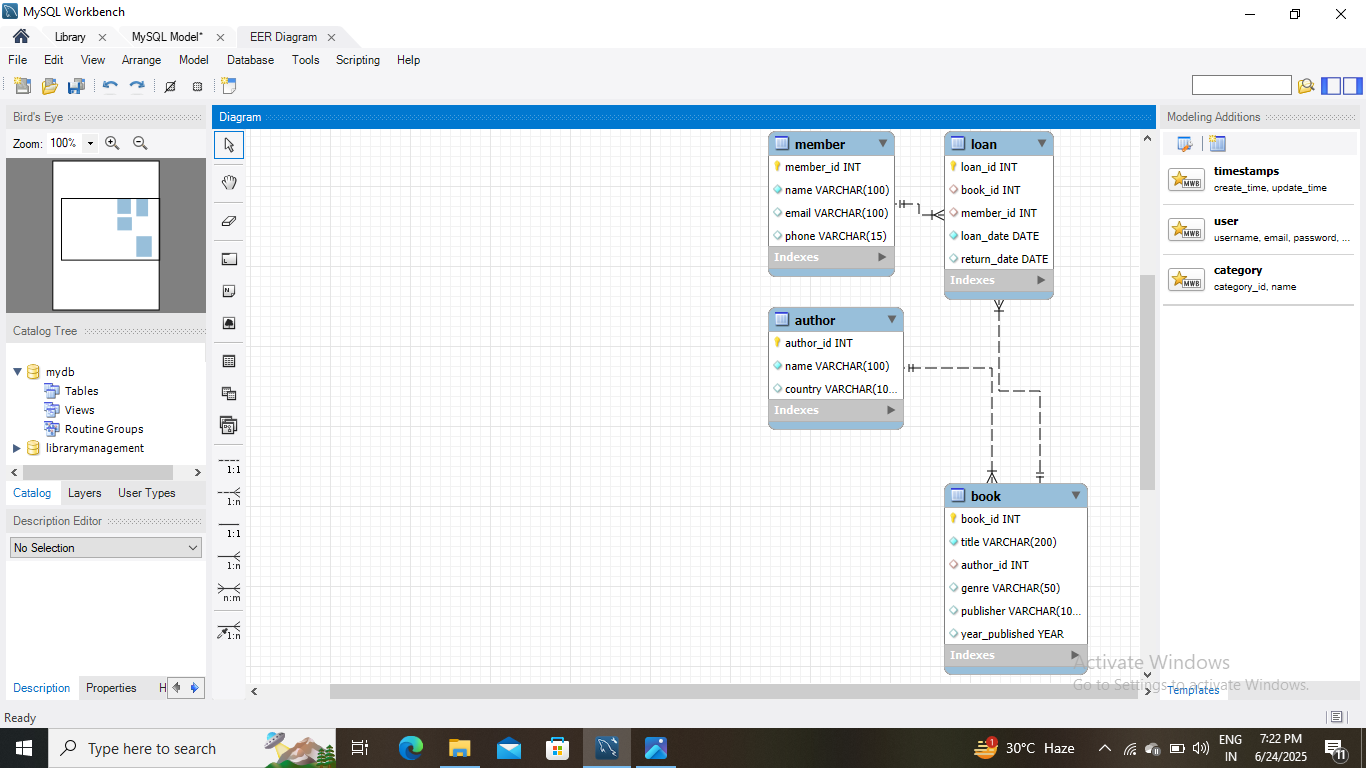 MySQL Workbench
Library
MySQL Model*
EER Diagram
File Edit View Arrange Model Database Tools Scripting Help
Bird's Eye
Zoom: 100%
Catalog Tree
mydb
Tables
Views
Routine Groups
librarymanagement
Catalog Layers User Types
Description Editor
No Selection
Description Properties H
Ready
Diagram
1:1
1:n
1:1
1:n
n:m
1:n
member
member_id INT
name VARCHAR(100)
email VARCHAR(100)
phone VARCHAR(15)
Indexes
loan
loan_id INT
book_id INT
member_id INT
loan_date DATE
return_date DATE
Indexes
author
author_id INT
name VARCHAR(100)
country VARCHAR(10...
Indexes
book
book_id INT
title VARCHAR(200)
author_id INT
genre VARCHAR(50)
publisher VARCHAR(10...
year_published YEAR
Indexes
Modeling Additions
MWB
timestamps
create_time, update_time
MWB
user
username, email, password, ...
MWB
category
category_id, name
Activate Windows
Go to Settings to activate Windows.
Templates
Type here to search
1
30°C Haze
ENG
IN
7:22 PM
6/24/2025
11